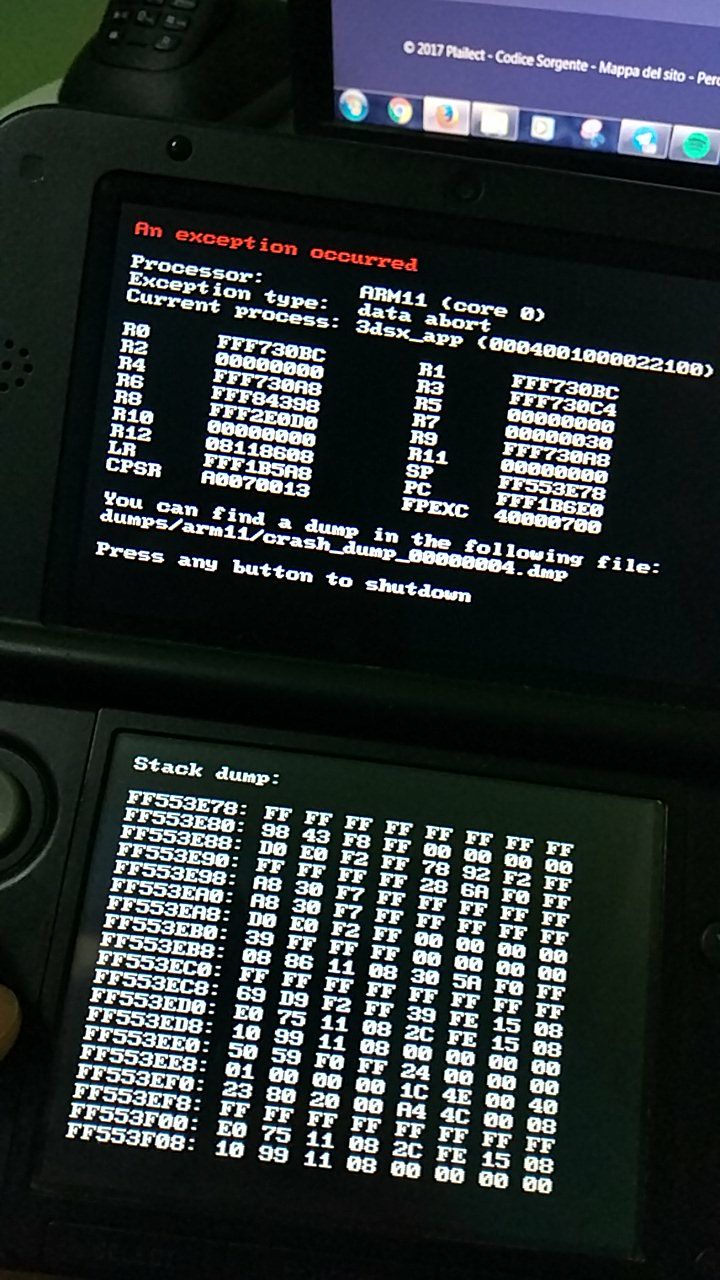 © 2017 Plailect - Codice Sorgente - Mappa del sito -
An exception occurred
Processor: ARM11 (core 0)
Exception type: data abort
Current process: 3dsx_app (0004001000022100)
R0 FFF730BC R1 FFF730BC
R2 00000000 R3 FFF730C4
R4 FFF730A8 R5 00000000
R6 FFF84398 R7 00000030
R8 FFF2E0D0 R9 FFF730A8
R10 00000000 R11 00000000
R12 08118608 SP FF553E78
LR FFF1B5A8 PC FFF1B6E0
CPSR A0070013 FPEXC 40000700
You can find a dump in the following file:
dumps/arm11/crash_dump_00000004.dmp
Press any button to shutdown
Stack dump:
FF553E78: FF FF FF FF FF FF FF FF
FF553E80: 98 43 F8 FF 00 00 00 00
FF553E88: D0 E0 F2 FF 78 92 F2 FF
FF553E90: FF FF FF FF 28 6A F0 FF
FF553E98: A8 30 F7 FF FF FF FF FF
FF553EA0: A8 30 F7 FF FF FF FF FF
FF553EA8: D0 E0 F2 FF 00 00 00 00
FF553EB0: 39 FF FF FF 00 00 00 00
FF553EB8: 08 86 11 08 30 5A F0 FF
FF553EC0: FF FF FF FF FF FF FF FF
FF553EC8: 69 D9 F2 FF 39 FE 15 08
FF553ED0: E0 75 11 08 2C FE 15 08
FF553ED8: 10 99 11 08 00 00 00 00
FF553EE0: 50 59 F0 FF 24 00 00 00
FF553EE8: 01 00 00 00 1C 4E 00 40
FF553EF0: 23 80 20 00 A4 4C 00 08
FF553EF8: FF FF FF FF FF FF FF FF
FF553F00: E0 75 11 08 2C FE 15 08
FF553F08: 10 99 11 08 00 00 00 00